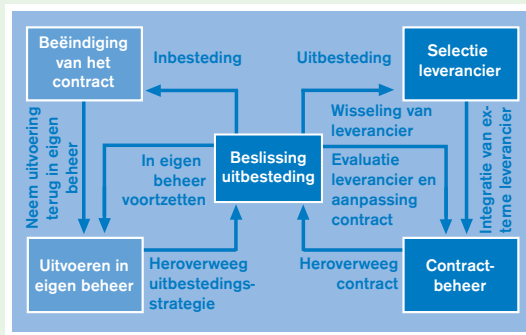 Beëindiging
van het
contract
Inbesteding
Uitbesteding
Selectie
leverancier
Wisseling van
leverancier
Neem uitvoering
terug in eigen
beheer
In eigen
beheer
voortzetten
Beslissing
uitbesteding
Evaluatie
leverancier en
aanpassing
contract
Integratie van ex-
terne leverancier
Uitvoeren in
eigen beheer
Heroverweeg
uitbestedings-
strategie
Heroverweeg
contract
Contract-
beheer